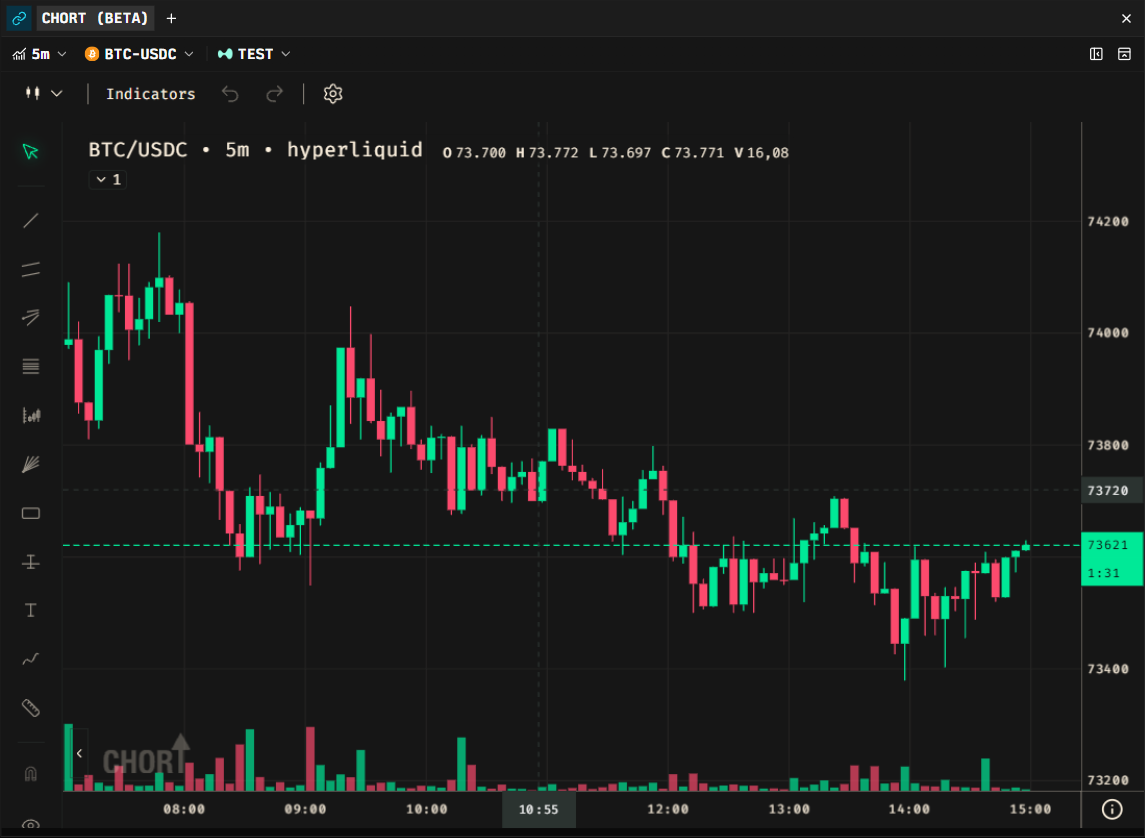 CHORT (BETA) +
5m BTC-USDC TEST
Indicators
BTC/USDC • 5m • hyperliquid O 73.700 H 73.772 L 73.697 C 73.771 V 16,08
1
74200
74000
73800
73720
73621
1:31
73400
73200
CHORT
08:00 09:00 10:00 10:55 12:00 13:00 14:00 15:00